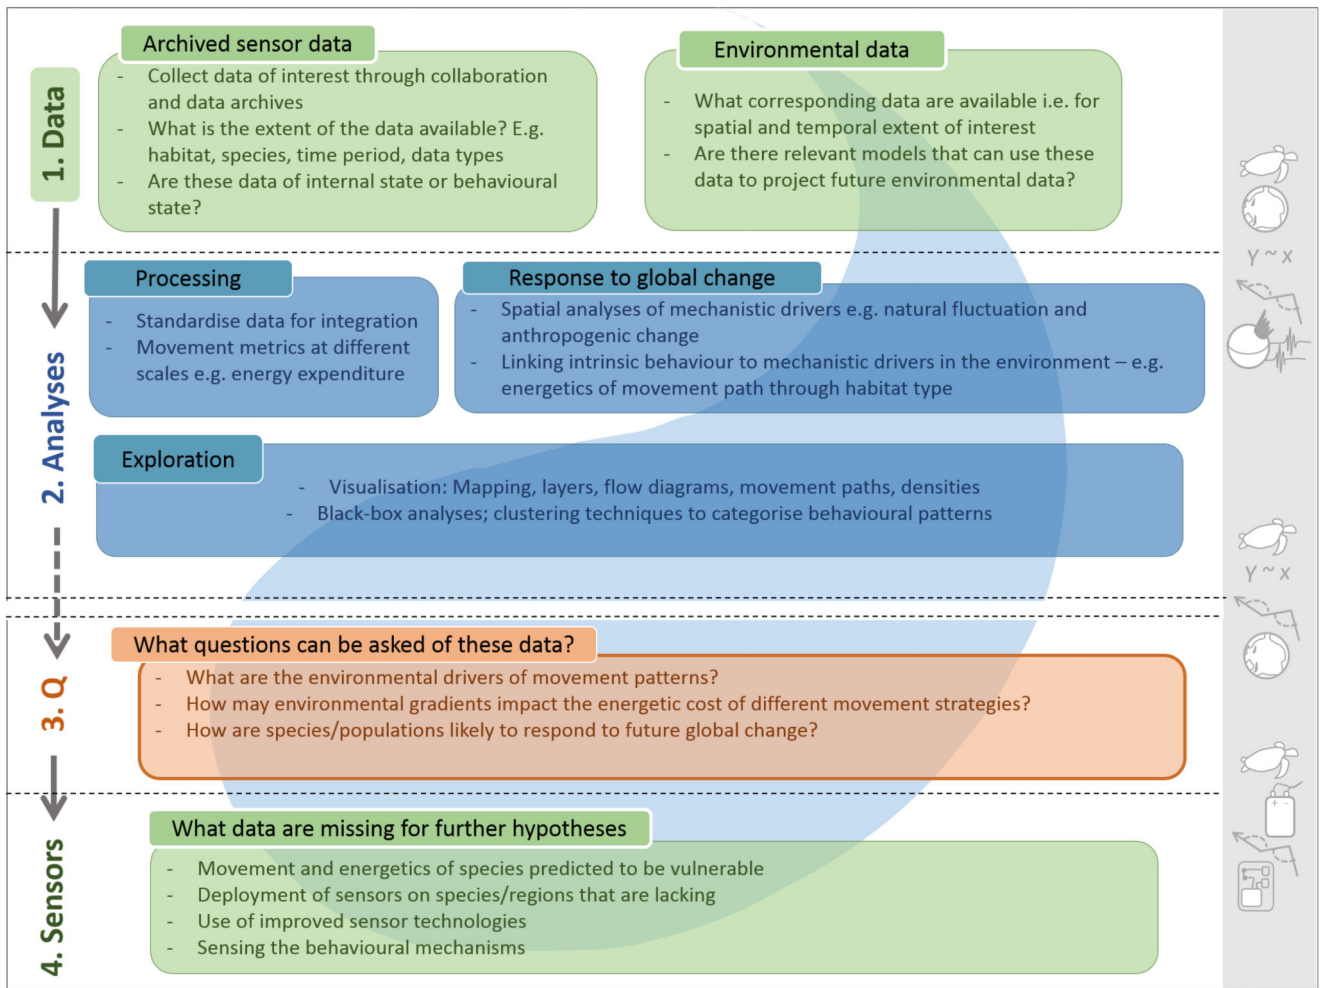 1. Data
Archived sensor data
- Collect data of interest through collaboration
and data archives
- What is the extent of the data available? E.g.
habitat, species, time period, data types
- Are these data of internal state or behavioural
state?
Environmental data
- What corresponding data are available i.e. for
spatial and temporal extent of interest
- Are there relevant models that can use these
data to project future environmental data?
Y ~ x
2. Analyses
Processing
- Standardise data for integration
- Movement metrics at different
scales e.g. energy expenditure
Response to global change
- Spatial analyses of mechanistic drivers e.g. natural fluctuation and
anthropogenic change
- Linking intrinsic behaviour to mechanistic drivers in the environment – e.g.
energetics of movement path through habitat type
Exploration
- Visualisation: Mapping, layers, flow diagrams, movement paths, densities
- Black-box analyses; clustering techniques to categorise behavioural patterns
Y ~ x
3. Q
What questions can be asked of these data?
- What are the environmental drivers of movement patterns?
- How may environmental gradients impact the energetic cost of different movement strategies?
- How are species/populations likely to respond to future global change?
+ -
4. Sensors
What data are missing for further hypotheses
- Movement and energetics of species predicted to be vulnerable
- Deployment of sensors on species/regions that are lacking
- Use of improved sensor technologies
- Sensing the behavioural mechanisms